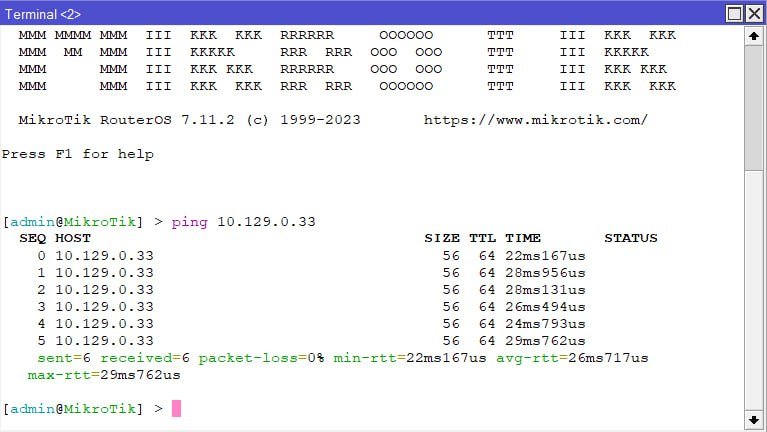 Terminal <2>
MMM MMMM MMM  III  KKK  KKK  RRRRRR     OOOOOO      TTT     III  KKK  KKK
MMM  MM  MMM  III  KKKKK     RRR  RRR  OOO  OOO     TTT     III  KKKKK
MMM      MMM  III  KKK KKK   RRRRRR    OOO  OOO     TTT     III  KKK KKK
MMM      MMM  III  KKK  KKK  RRR  RRR   OOOOOO      TTT     III  KKK  KKK
MikroTik RouterOS 7.11.2 (c) 1999-2023       https://www.mikrotik.com/
Press F1 for help
[admin@MikroTik] > ping 10.129.0.33
SEQ HOST                                     SIZE TTL TIME       STATUS
0 10.129.0.33                                56  64 22ms167us
1 10.129.0.33                                56  64 28ms956us
2 10.129.0.33                                56  64 28ms131us
3 10.129.0.33                                56  64 26ms494us
4 10.129.0.33                                56  64 24ms793us
5 10.129.0.33                                56  64 29ms762us
sent=6 received=6 packet-loss=0% min-rtt=22ms167us avg-rtt=26ms717us
max-rtt=29ms762us
[admin@MikroTik] >